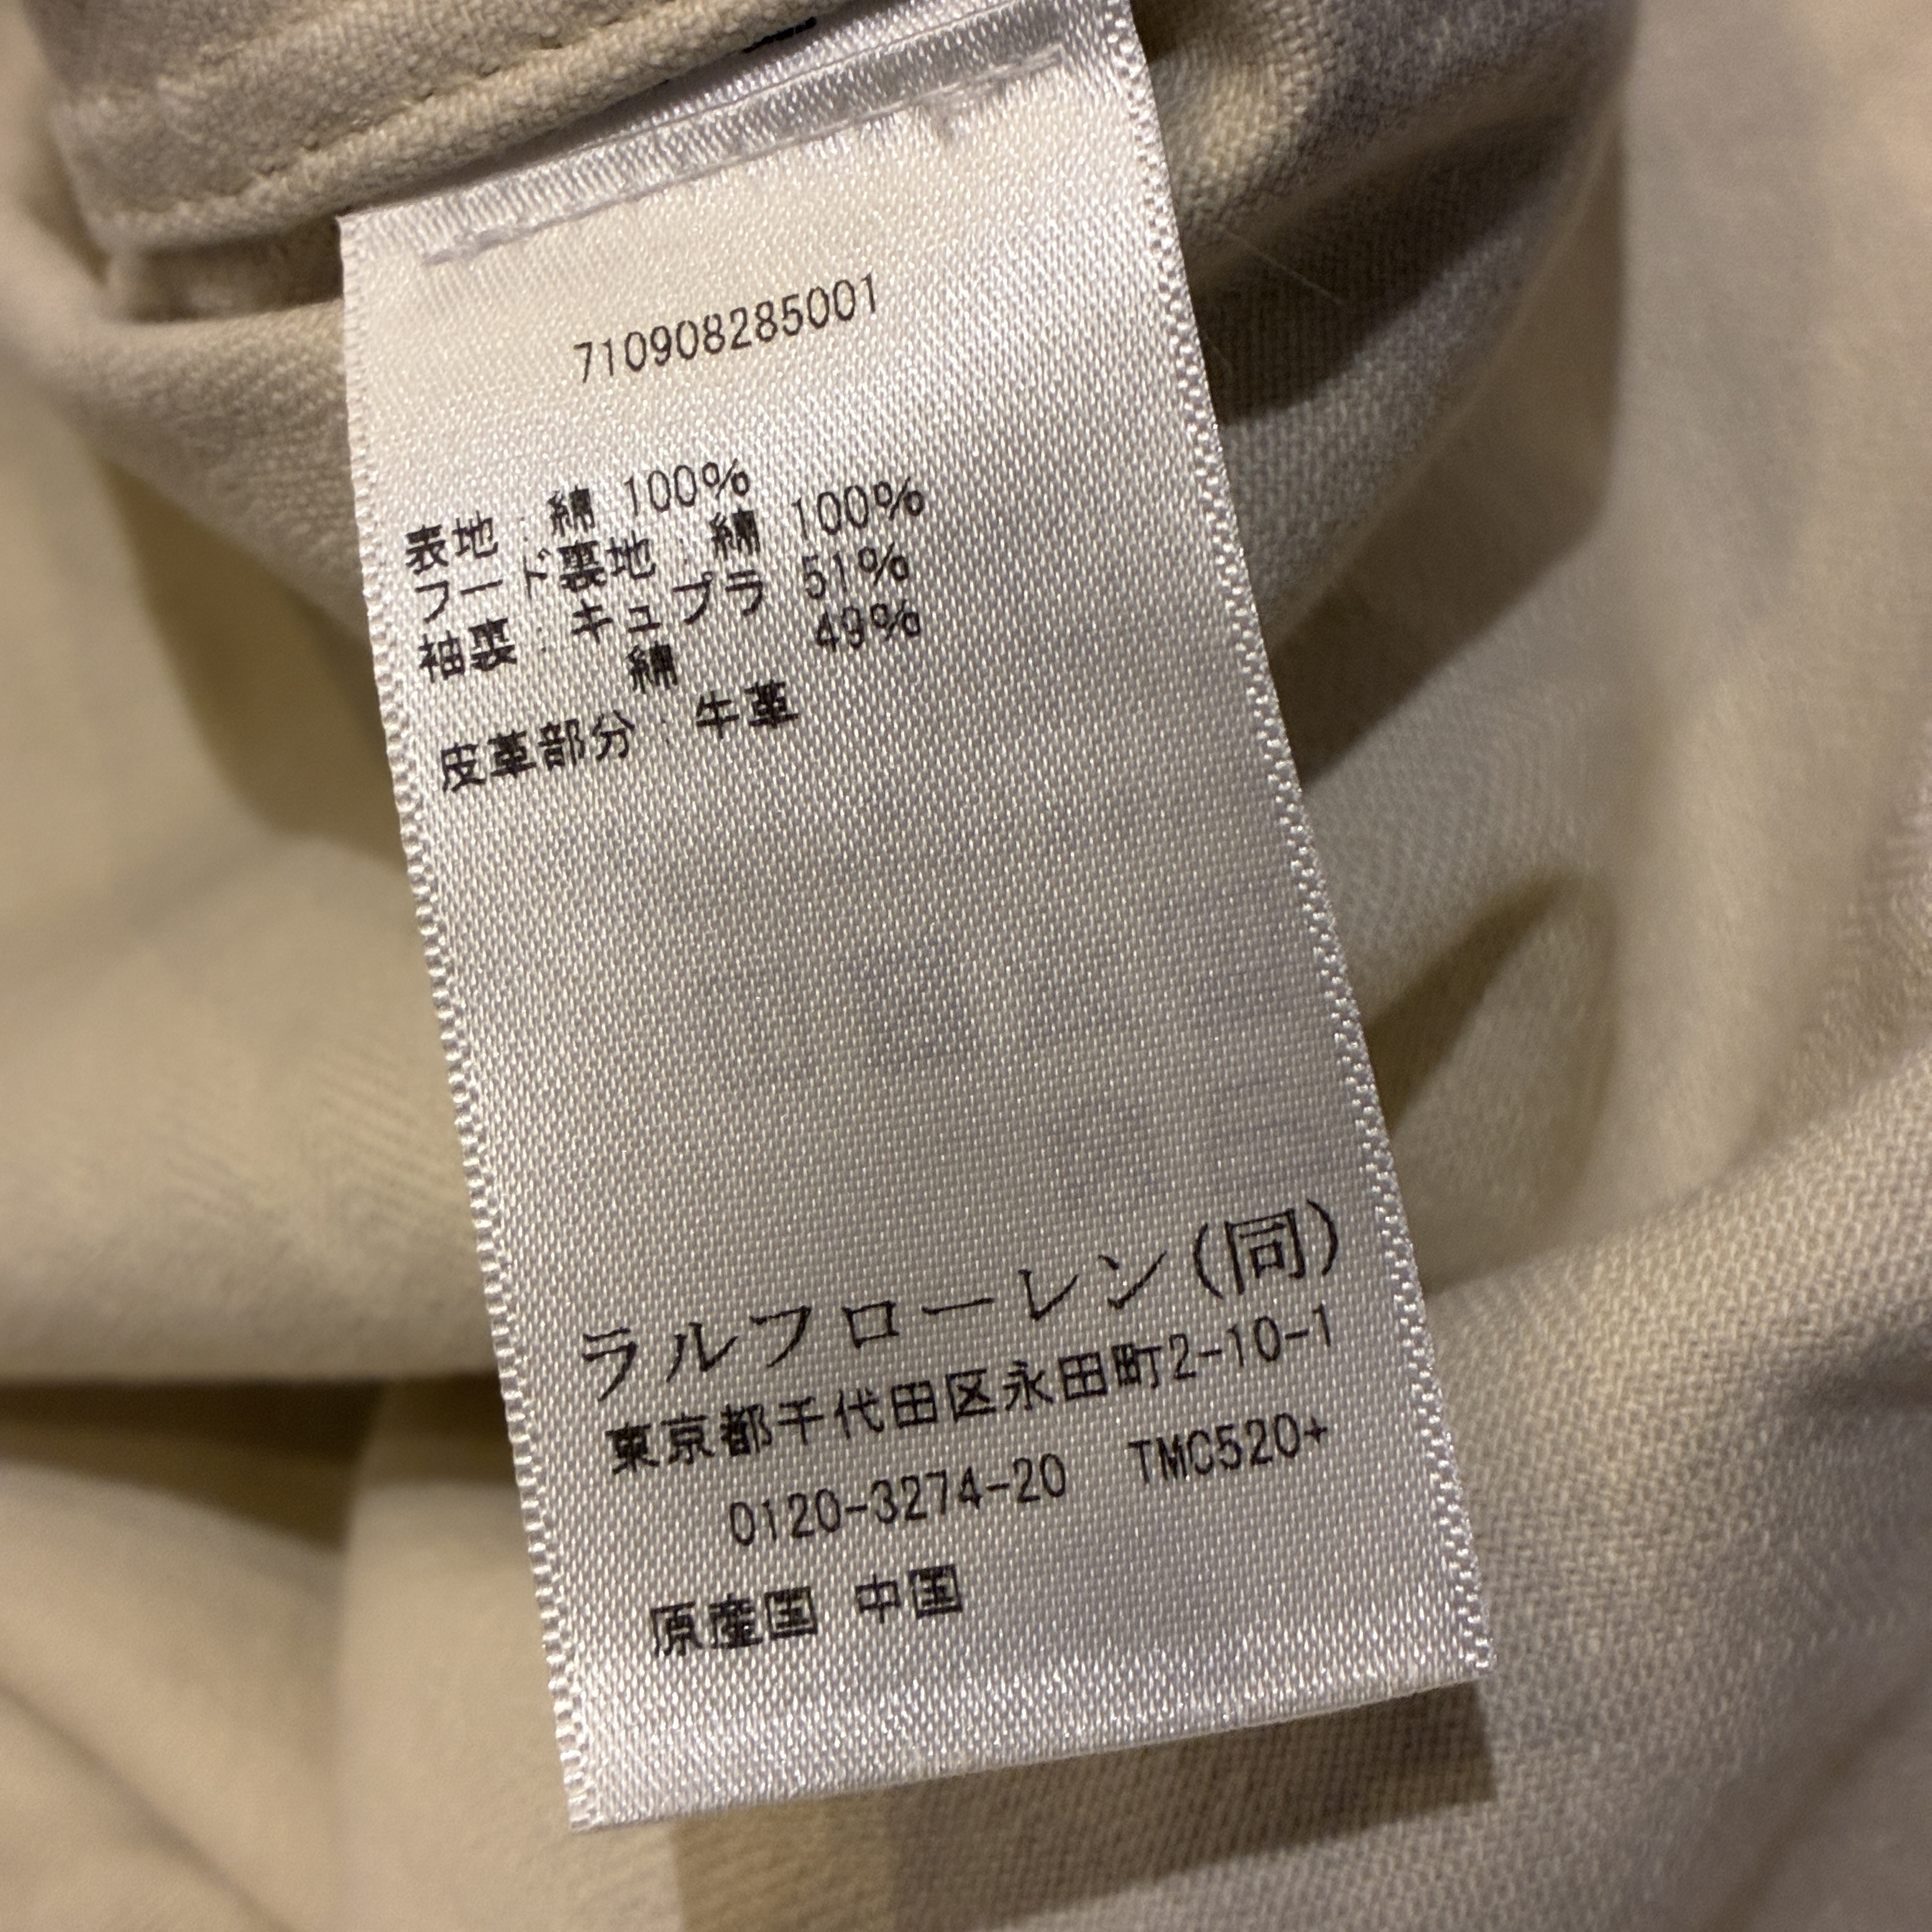 710908285001
表地 : 綿 100%
フード裏地 : 綿 100%
袖裏 : キュプラ 51%
綿 49%
皮革部分 : 牛革
ラルフローレン(同)
東京都千代田区永田町2-10-1
0120-3274-20 TMC520+
原産国 中国